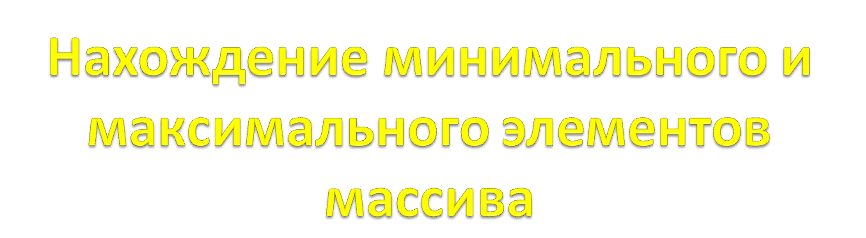 Нахождение минимального и
максимального элементов
массива